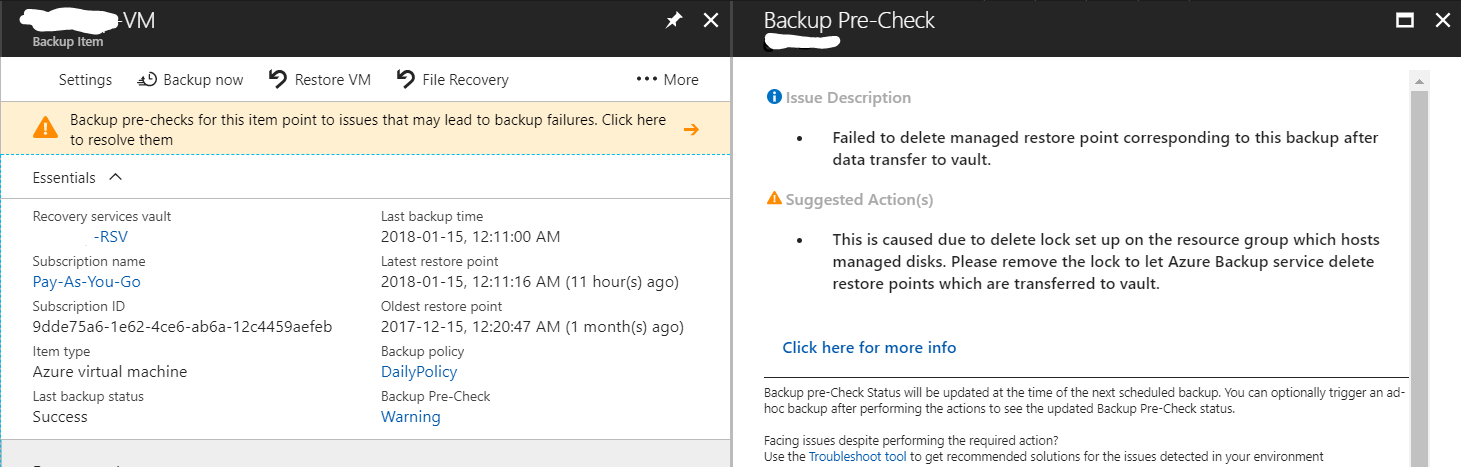 -VM
Backup Item
Settings
Backup now
Restore VM
File Recovery
••• More
Backup pre-checks for this item point to issues that may lead to backup failures. Click here
to resolve them
Essentials
Recovery services vault
-RSV
Subscription name
Pay-As-You-Go
Subscription ID
9dde75a6-1e62-4ce6-ab6a-12c4459aefeb
Item type
Azure virtual machine
Last backup status
Success
Last backup time
2018-01-15, 12:11:00 AM
Latest restore point
2018-01-15, 12:11:16 AM (11 hour(s) ago)
Oldest restore point
2017-12-15, 12:20:47 AM (1 month(s) ago)
Backup policy
DailyPolicy
Backup Pre-Check
Warning
Backup Pre-Check
Issue Description
• Failed to delete managed restore point corresponding to this backup after
data transfer to vault.
Suggested Action(s)
• This is caused due to delete lock set up on the resource group which hosts
managed disks. Please remove the lock to let Azure Backup service delete
restore points which are transferred to vault.
Click here for more info
Backup pre-Check Status will be updated at the time of the next scheduled backup. You can optionally trigger an ad-
hoc backup after performing the actions to see the updated Backup Pre-Check status.
Facing issues despite performing the required action?
Use the Troubleshoot tool to get recommended solutions for the issues detected in your environment